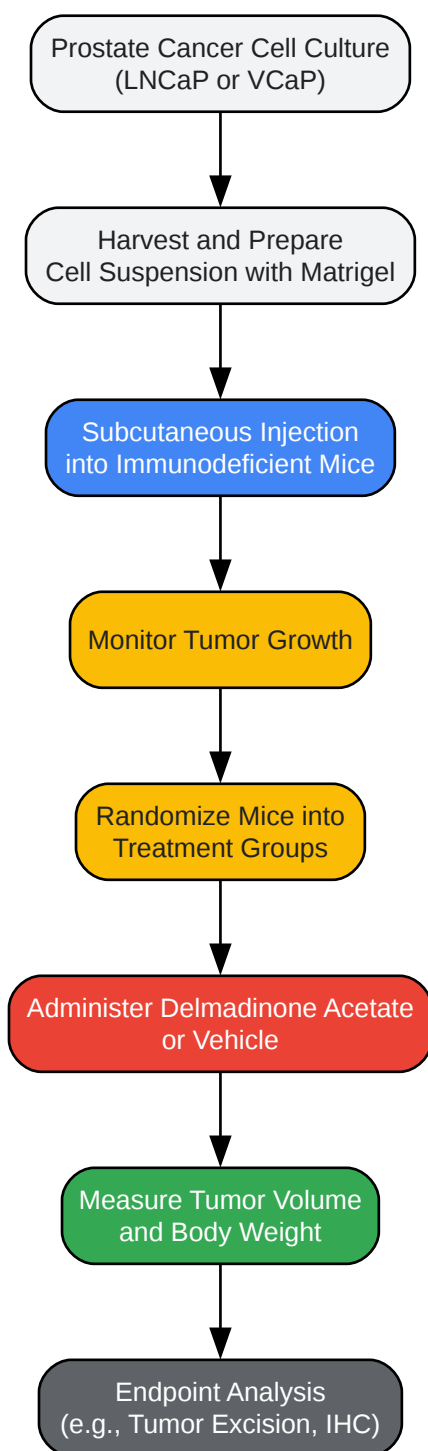 Prostate Cancer Cell Culture
(LNCaP or VCaP)
Harvest and Prepare
Cell Suspension with Matrigel
Subcutaneous Injection
into Immunodeficient Mice
Monitor Tumor Growth
Randomize Mice into
Treatment Groups
Administer Delmadinone Acetate
or Vehicle
Measure Tumor Volume
and Body Weight
Endpoint Analysis
(e.g., Tumor Excision, IHC)